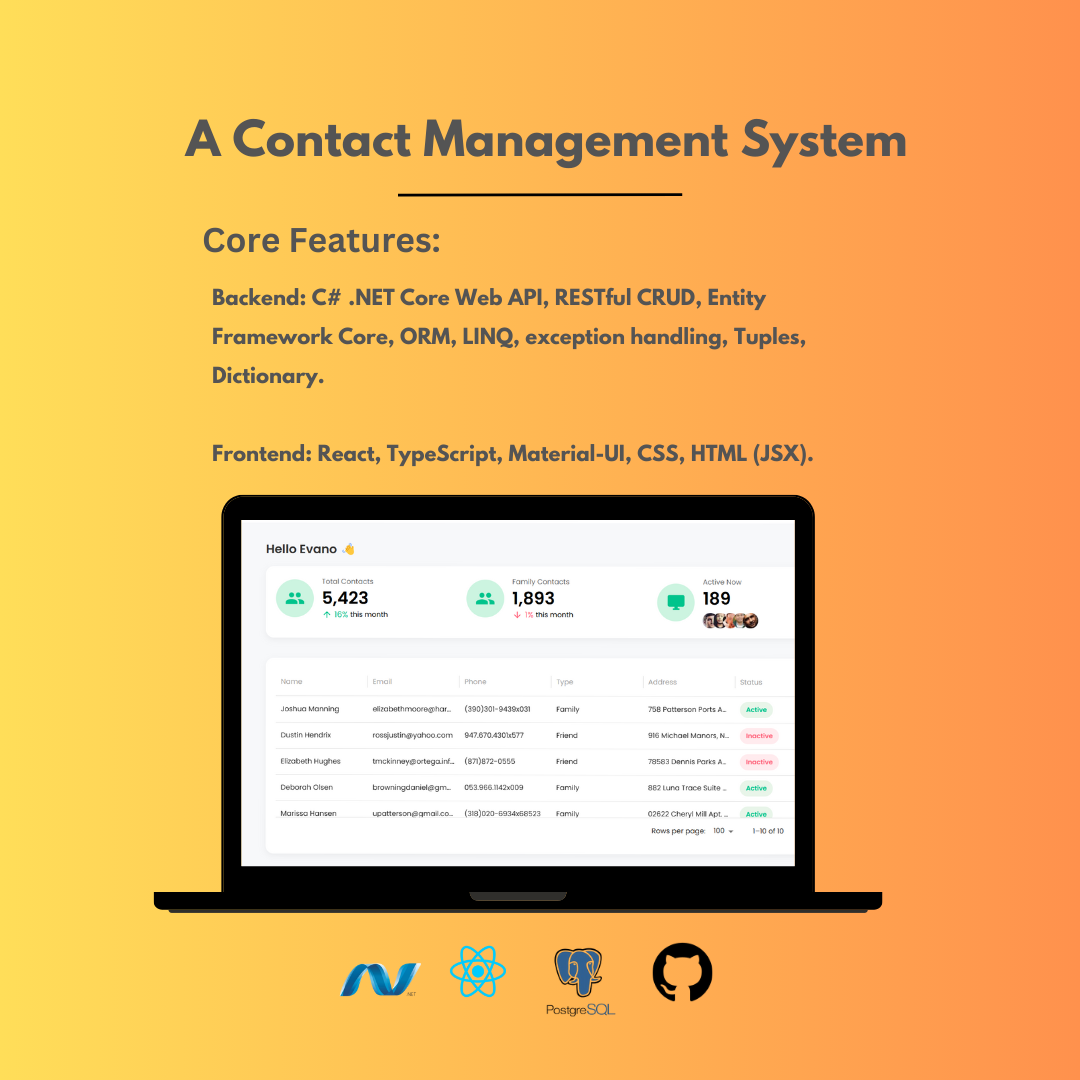 A Contact Management System
Core Features:
Backend: C# .NET Core Web API, RESTful CRUD, Entity
Framework Core, ORM, LINQ, exception handling, Tuples,
Dictionary.
Frontend: React, TypeScript, Material-UI, CSS, HTML (JSX).
Hello Evano 👋
Total Contacts
5,423
↑ 16% this month
Family Contacts
1,893
↓ 1% this month
Active Now
189
Name Email Phone Type Address Status
Joshua Manning elizabethmoore@har... (390)301-9439x031 Family 758 Patterson Ports A... Active
Dustin Hendrix rossjustin@yahoo.com 947.670.4301x577 Friend 916 Michael Manors, N... Inactive
Elizabeth Hughes tmckinney@ortega.inf... (871)872-0555 Friend 78583 Dennis Parks A... Inactive
Deborah Olsen browningdaniel@gm... 053.966.1142x009 Family 882 Luna Trace Suite ... Active
Marissa Hansen upatterson@gmail.co... (318)020-6934x68523 Family 02622 Cheryl Mill Apt. ... Active
Rows per page: 100 1-10 of 10
.NET
PostgreSQL